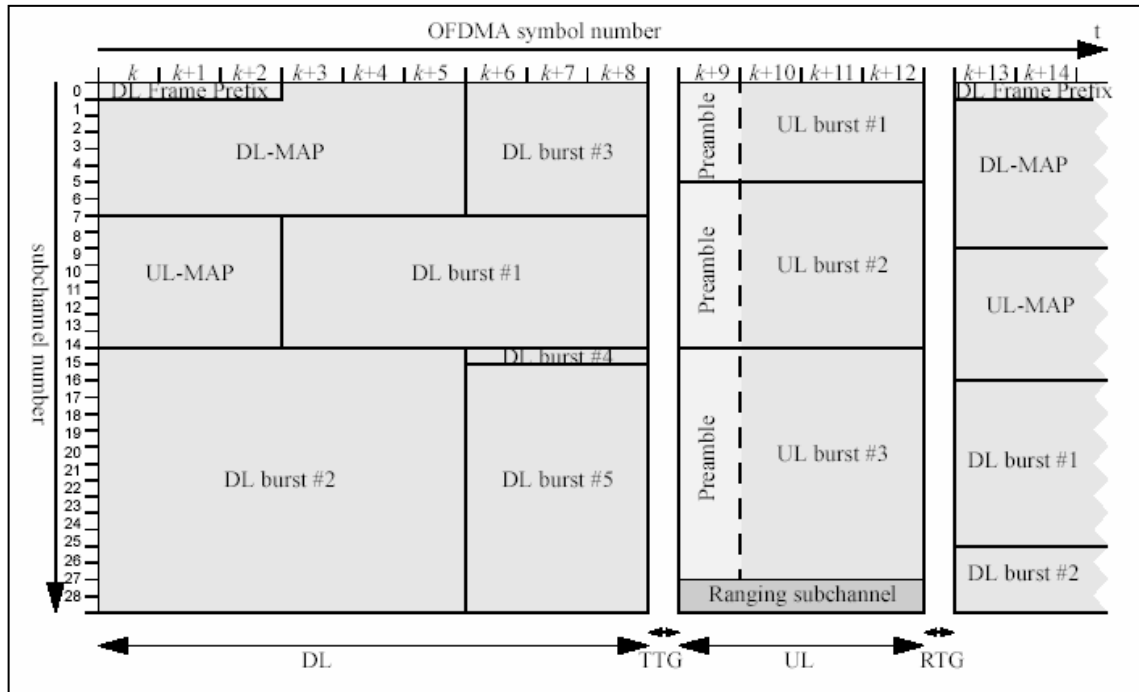 OFDMA symbol number t
k k+1 k+2 k+3 k+4 k+5 k+6 k+7 k+8 k+9 k+10 k+11 k+12 k+13 k+14
subchannel number
0
1
2
3
4
5
6
7
8
9
10
11
12
13
14
15
16
17
18
19
20
21
22
23
24
25
26
27
28
DL Frame Prefix
DL-MAP
DL burst #3
UL-MAP
DL burst #1
DL burst #4
DL burst #2
DL burst #5
Preamble
UL burst #1
Preamble
UL burst #2
Preamble
UL burst #3
Ranging subchannel
DL Frame Prefix
DL-MAP
UL-MAP
DL burst #1
DL burst #2
DL TTG UL RTG